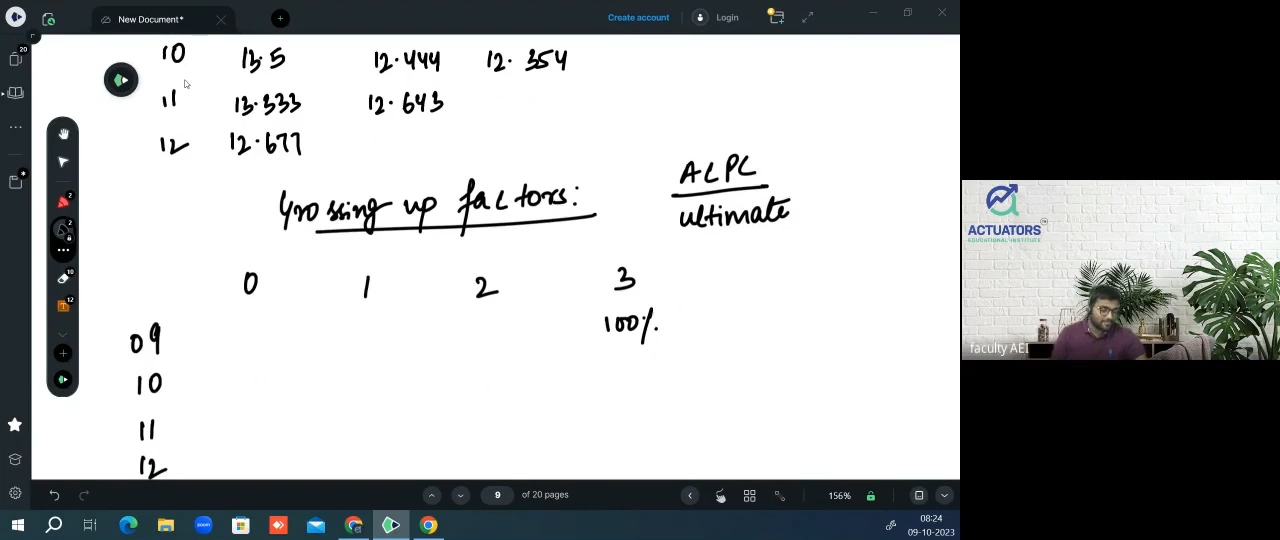 New Document*
Create account
Login
10 13.5 12.444 12.354
11 13.333 12.643
12 12.677
Grossing up factors:
ACPC
ultimate
0 1 2 3
100%
09
10
11
12
ACTUATORS
EDUCATIONAL INSTITUTE
faculty AEI
9 of 20 pages
156%
zoom
08:24
09-10-2023